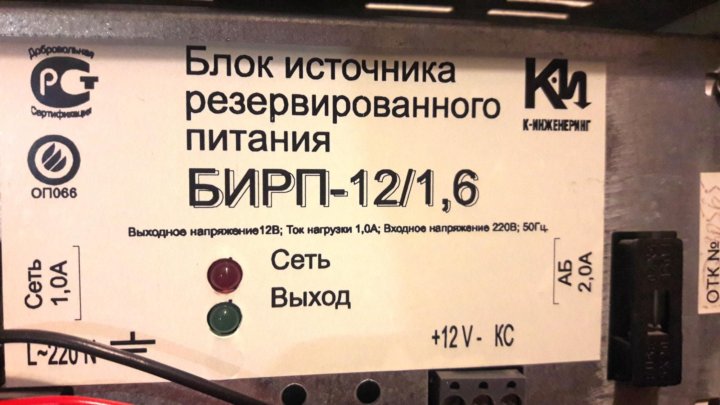 Добровольная
РСТ
Сертификация
ОП066
Блок источника
резервированного
питания
БИРП-12/1,6
КИ
К-ИНЖЕНЕРИНГ
Выходное напряжение12В; Ток нагрузки 1,0А; Входное напряжение 220В; 50Гц.
Сеть
1,0А
Сеть
Выход
АБ
2,0А
ОТК №
L~220 N
+12 V - КС